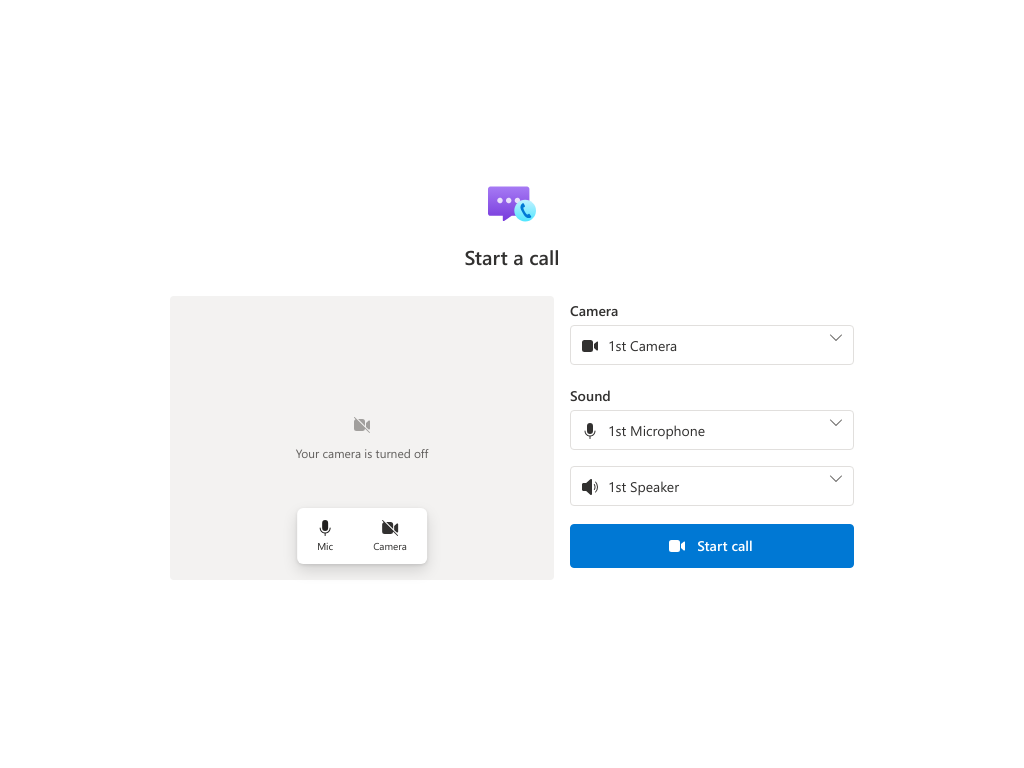 Start a call
Your camera is turned off
Mic
Camera
Camera
1st Camera
Sound
1st Microphone
1st Speaker
Start call